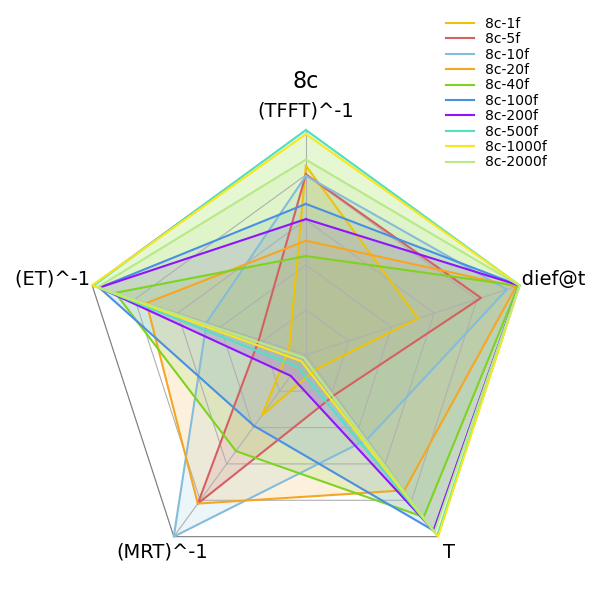 8c-1f
8c-5f
8c-10f
8c-20f
8c-40f
8c-100f
8c-200f
8c-500f
8c-1000f
8c-2000f
8c
(TFFT)^-1
(ET)^-1
dief@t
(MRT)^-1
T